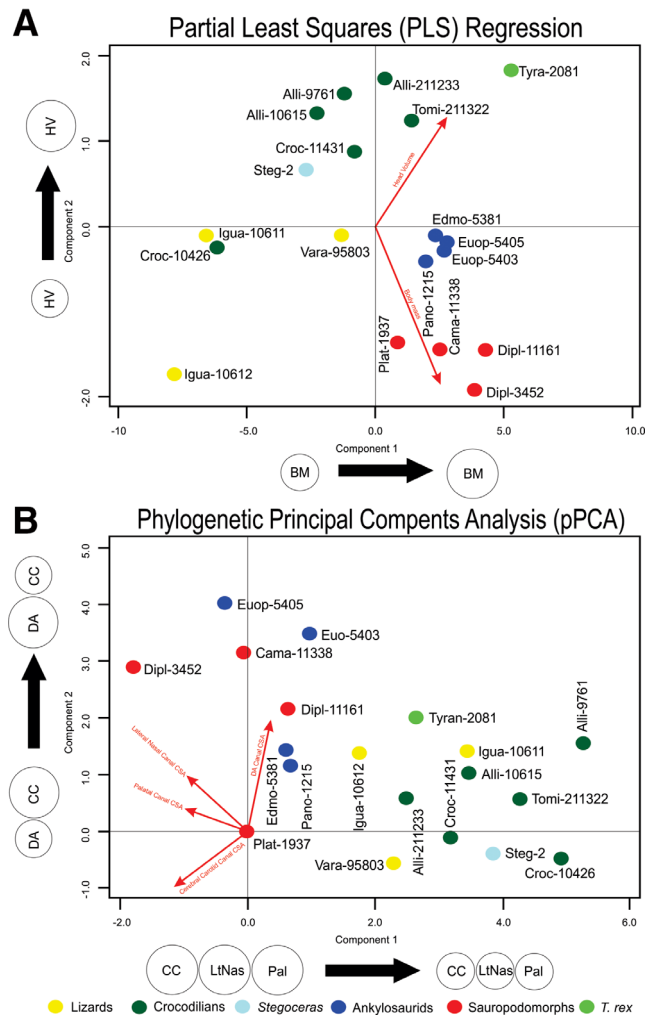 A
Partial Least Squares (PLS) Regression
2.0
1.0
0.0
-2.0
Component 2
HV
HV
Tyra-2081
Alli-211233
Alli-9761
Alli-10615
Tomi-211322
Croc-11431
Steg-2
Head Volume
Igua-10611
Croc-10426
Vara-95803
Edmo-5381
Euop-5405
Euop-5403
Pano-1215
Cama-11338
Body mass
Plat-1937
Dipl-11161
Igua-10612
Dipl-3452
-10
-5.0
0.0
5.0
10.0
Component 1
BM
BM
B
Phylogenetic Principal Compents Analysis (pPCA)
5.0
4.0
3.0
2.0
1.0
0.0
-1.0
Component 2
CC
DA
CC
DA
Euop-5405
Euo-5403
Cama-11338
Dipl-3452
Dipl-11161
Tyran-2081
Alli-9761
Lateral Nasal Canal CSA
DA Canal CSA
Palatal Canal CSA
Edmo-5381
Pano-1215
Igua-10612
Igua-10611
Alli-10615
Croc-11431
Tomi-211322
Alli-211233
Plat-1937
Cerebral Carotid Canal CSA
Vara-95803
Steg-2
Croc-10426
-2.0
0.0
2.0
4.0
6.0
Component 1
CC LtNas Pal
CC LtNas Pal
Lizards Crocodilians Stegoceras Ankylosaurids Sauropodomorphs T. rex